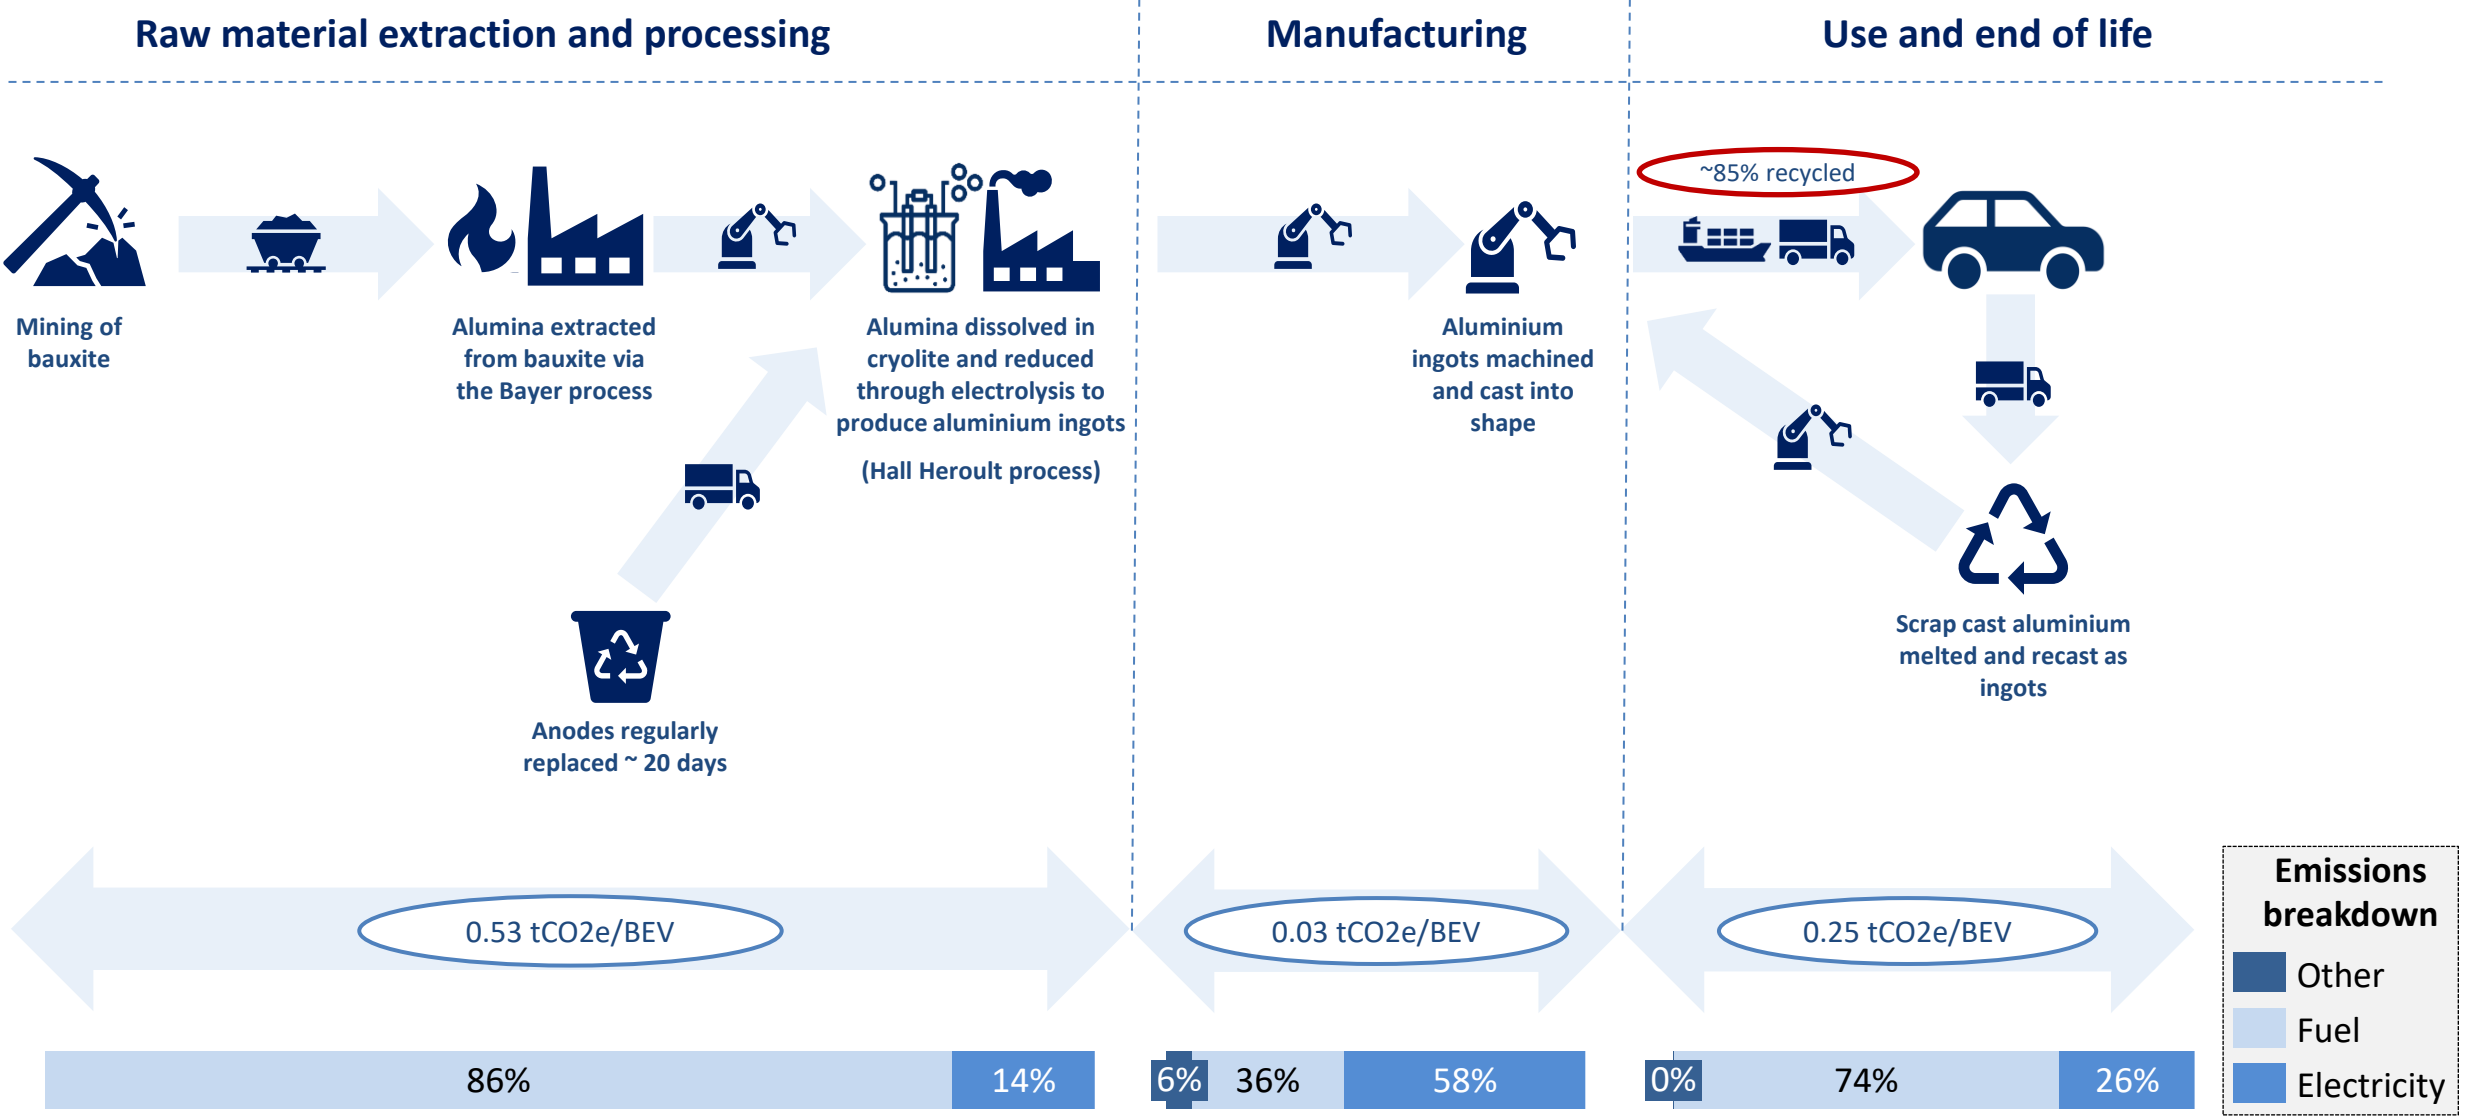 Raw material extraction and processing
Manufacturing
Use and end of life
~85% recycled
Mining of
bauxite
Alumina extracted
from bauxite via
the Bayer process
Alumina dissolved in
cryolite and reduced
through electrolysis to
produce aluminium ingots
(Hall Heroult process)
Aluminium
ingots machined
and cast into
shape
Anodes regularly
replaced ~ 20 days
Scrap cast aluminium
melted and recast as
ingots
0.53 tCO2e/BEV
0.03 tCO2e/BEV
0.25 tCO2e/BEV
86%
14%
6%
36%
58%
0%
74%
26%
Emissions
breakdown
Other
Fuel
Electricity